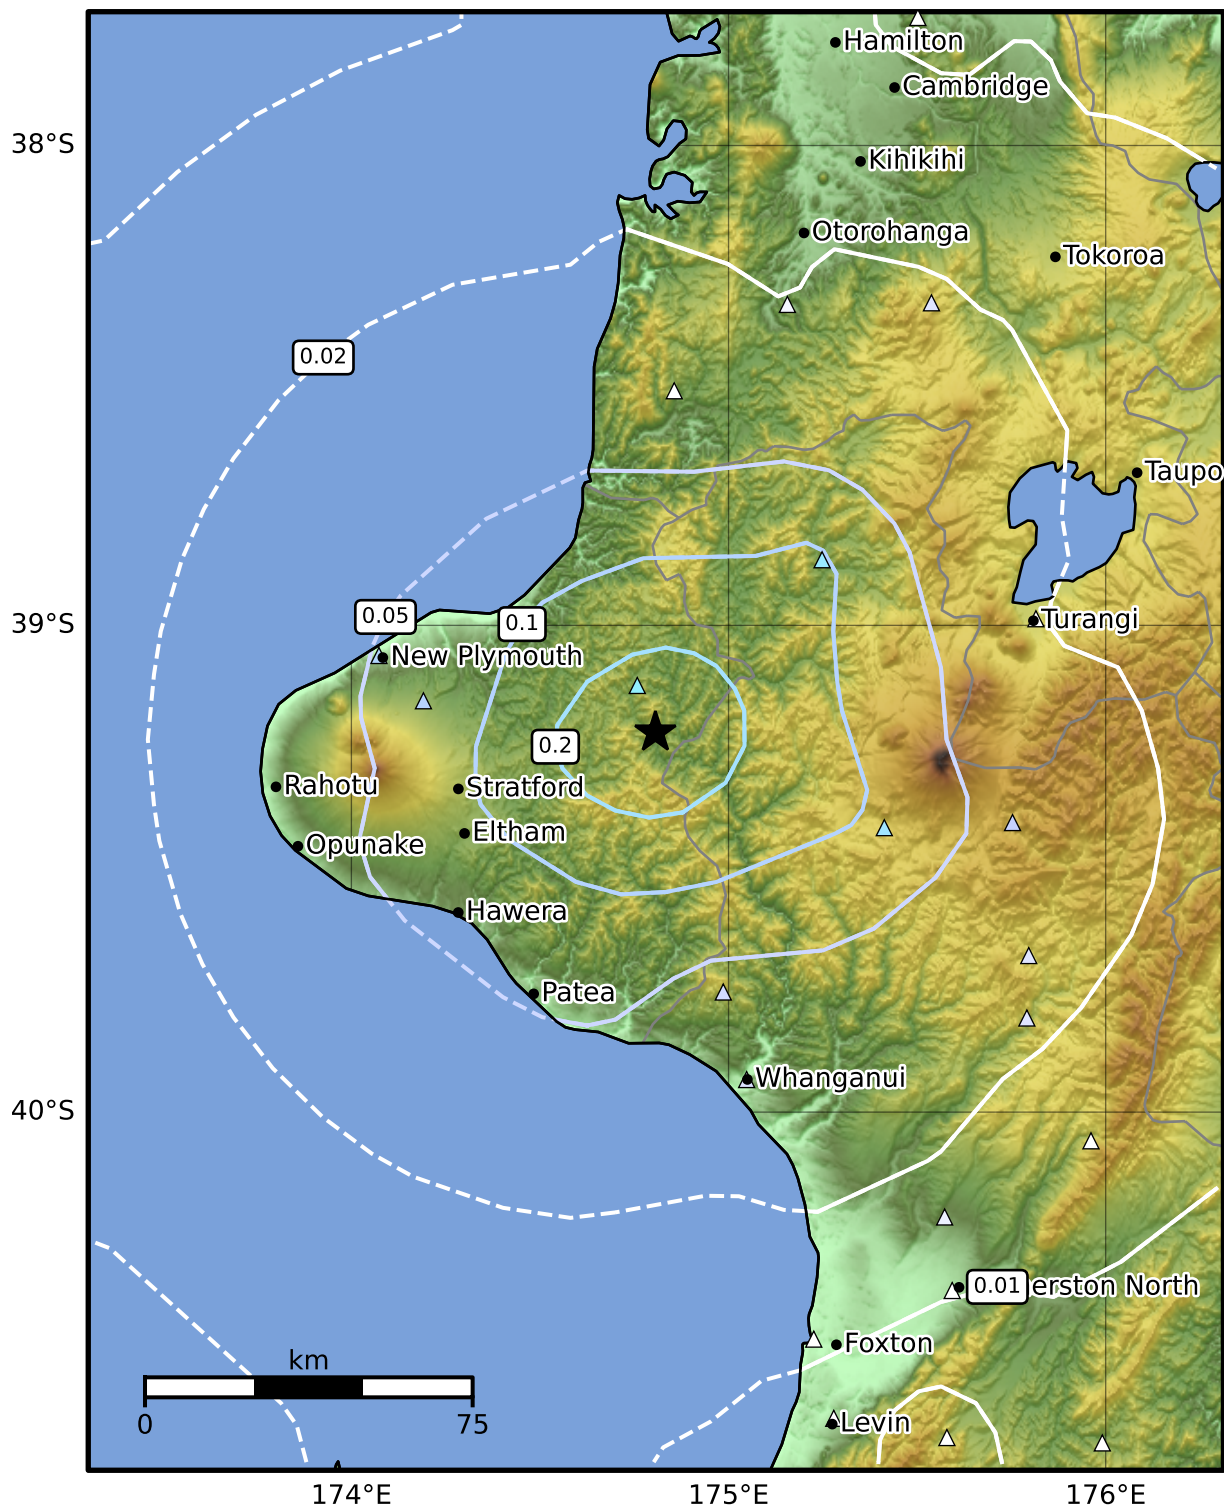 Hamilton
Cambridge
38°S
Kihikihi
Otorohanga
Tokoroa
0.02
Taupo
0.05
0.1
Turangi
39°S
New Plymouth
0.2
Rahotu
Stratford
Eltham
Opunake
Hawera
Patea
Whanganui
40°S
0.01
erston North
Foxton
km
0
75
Levin
174°E
175°E
176°E